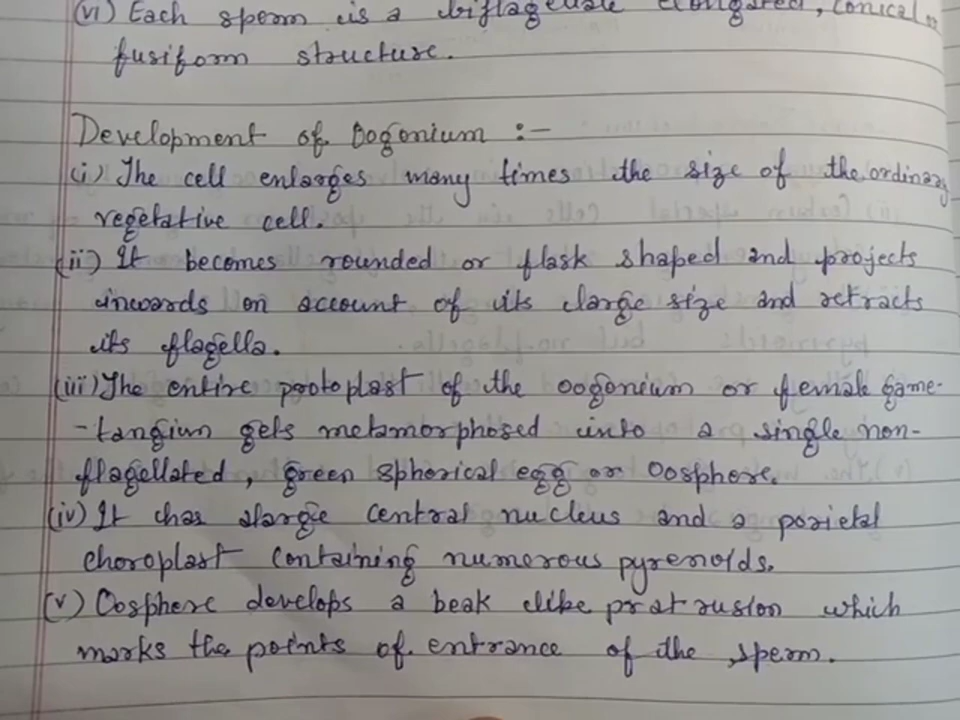 (vi) Each sperm is a biflagellate elongated, conical or
fusiform structure.
Development of Oogonium :-
(i) The cell enlarges many times the size of the ordinary
vegetative cell.
(ii) It becomes rounded or flask shaped and projects
inwards on account of its large size and retracts
its flagella.
(iii) The entire protoplast of the oogonium or female game-
-tangium gets metamorphosed into a single non-
flagellated, green spherical egg or oosphere.
(iv) It has a large central nucleus and a parietal
choroplast containing numerous pyrenoids.
(v) Oosphere develops a beak like pratrusion which
marks the points of entrance of the sperm.